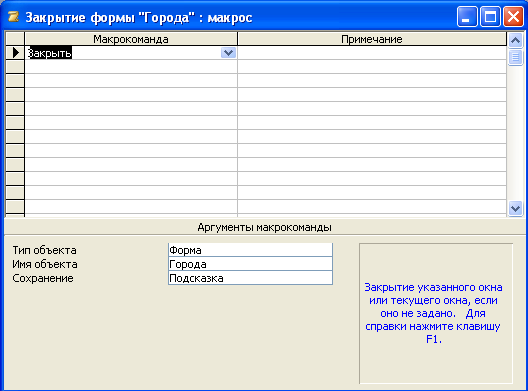 Закрытие формы "Города" : макрос
Макрокоманда Примечание
Закрыть
Аргументы макрокоманды
Тип объекта Форма
Имя объекта Города
Сохранение Подсказка
Закрытие указанного окна
или текущего окна, если
оно не задано. Для
справки нажмите клавишу
F1.